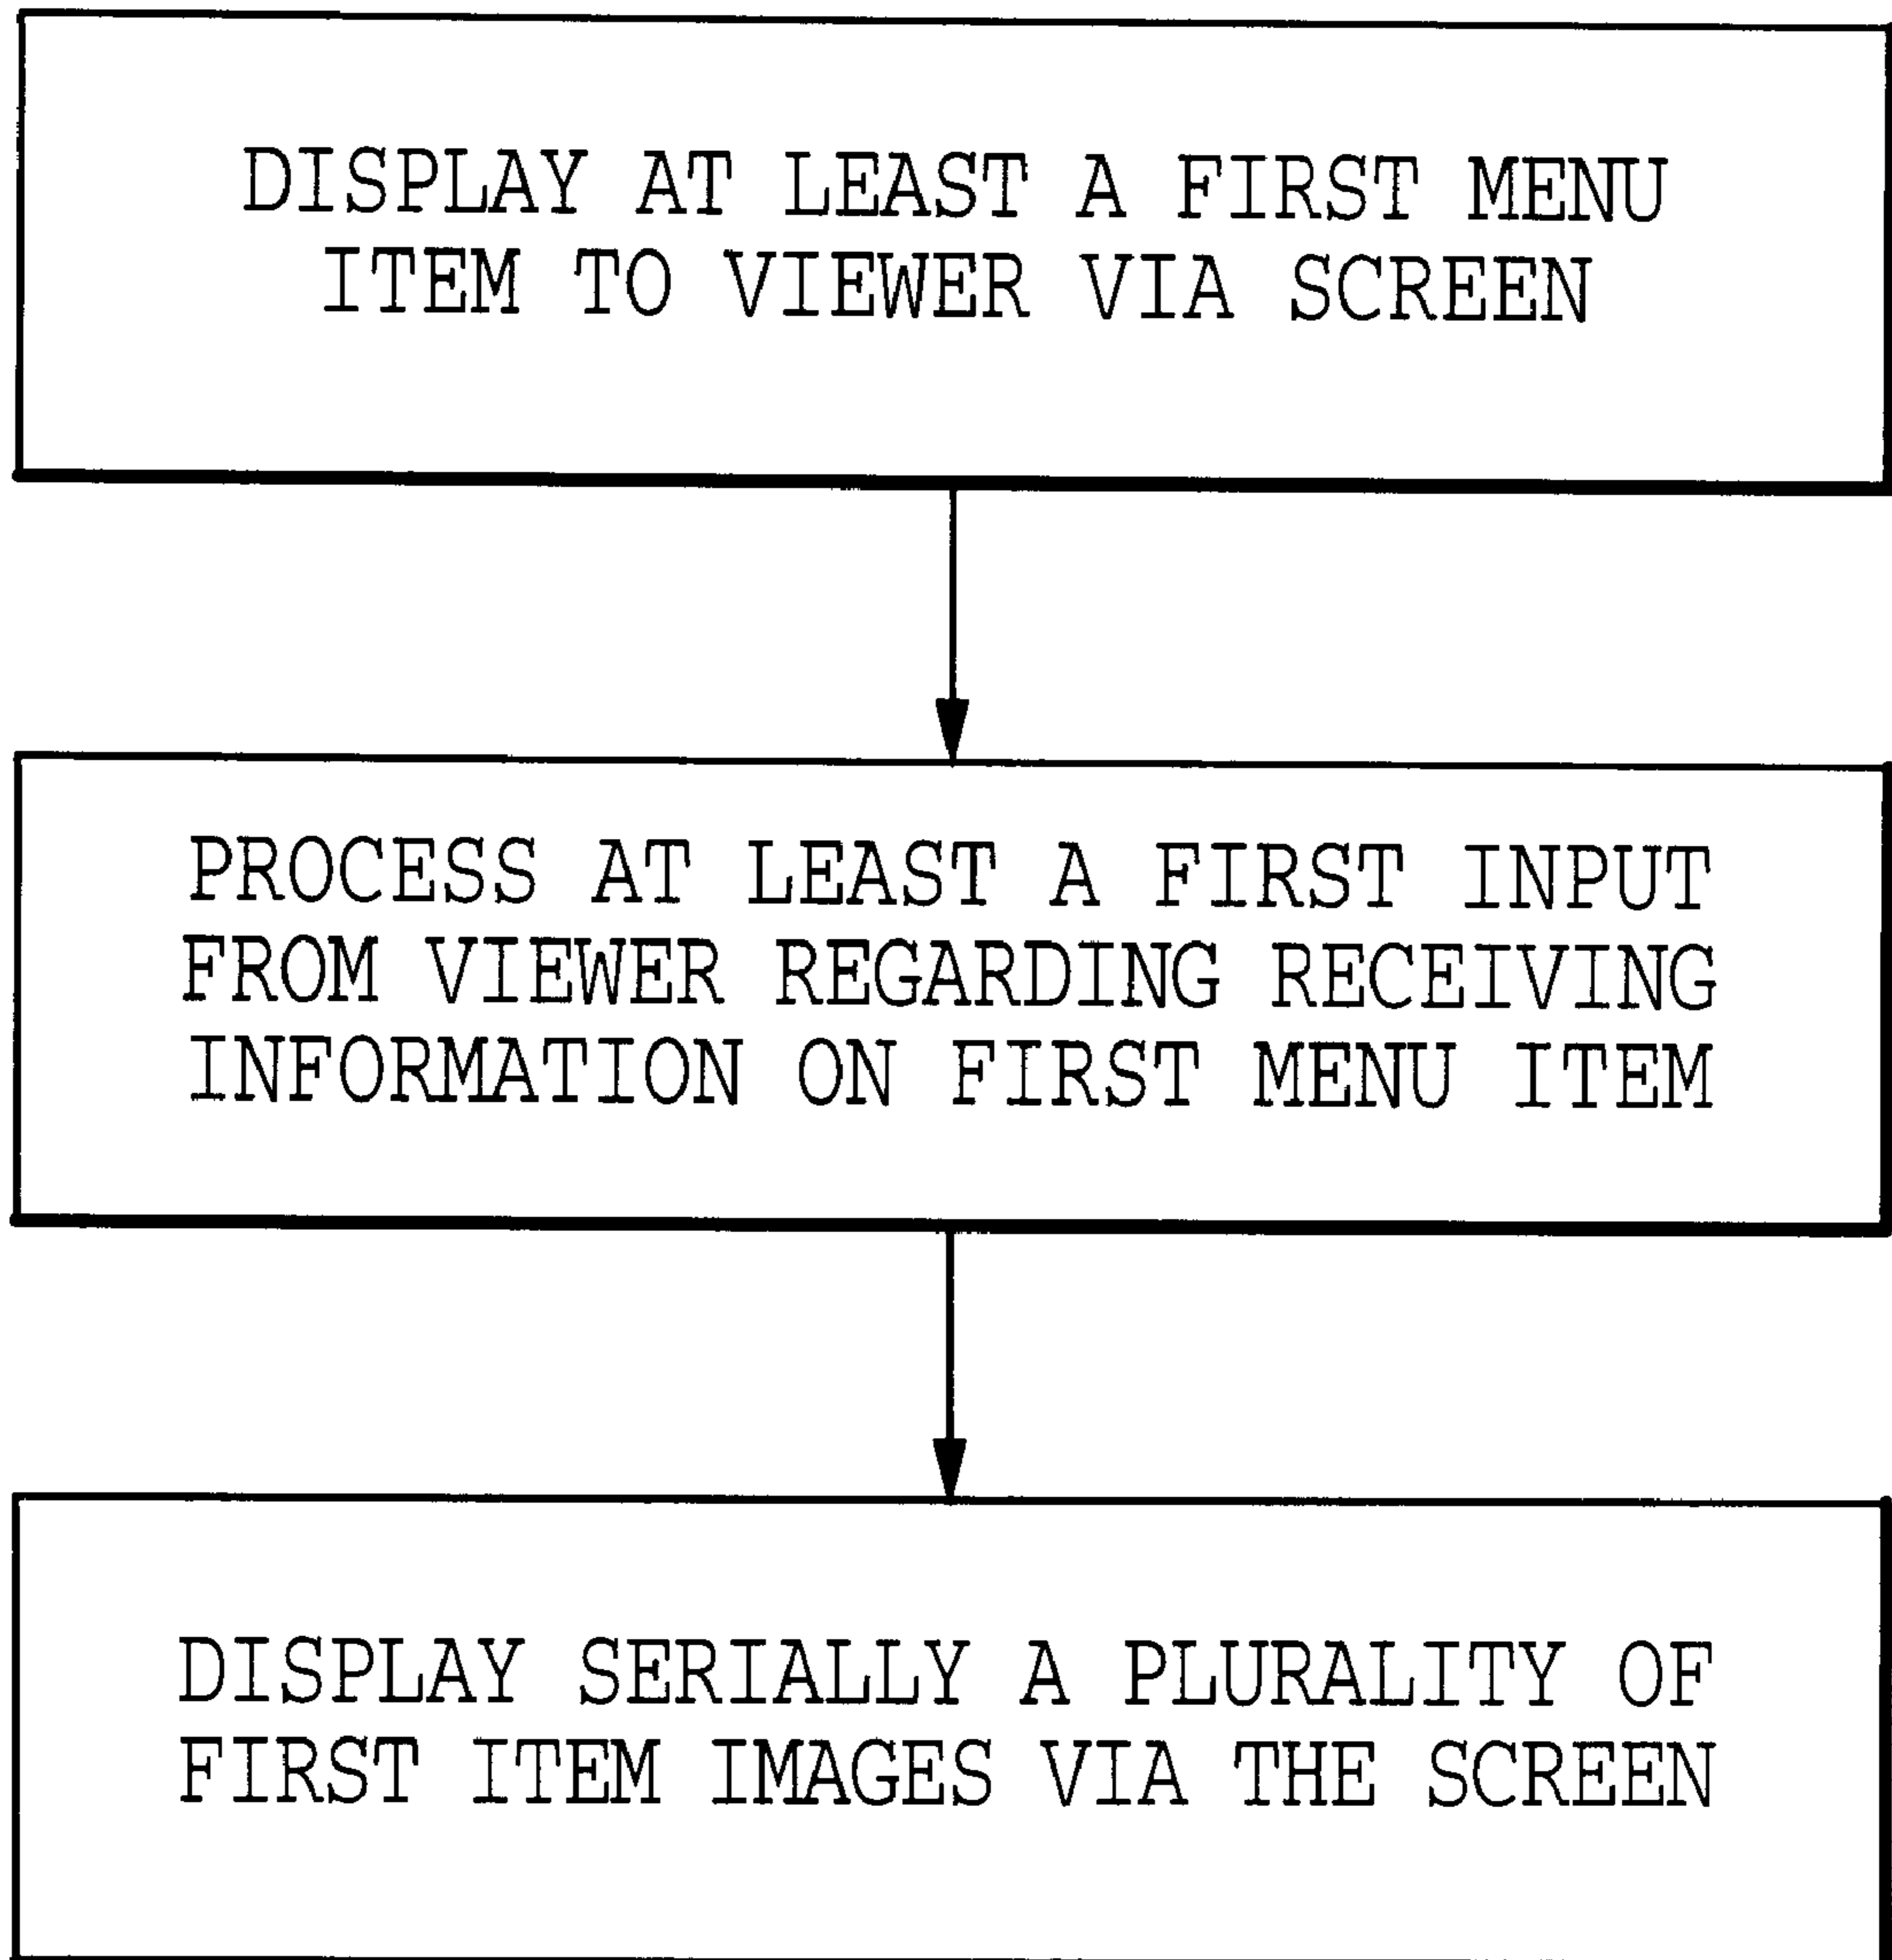 DISPLAY AT LEAST A FIRST MENU
ITEM TO VIEWER VIA SCREEN
PROCESS AT LEAST A FIRST INPUT
FROM VIEWER REGARDING RECEIVING
INFORMATION ON FIRST MENU ITEM
DISPLAY SERIALLY A PLURALITY OF
FIRST ITEM IMAGES VIA THE SCREEN